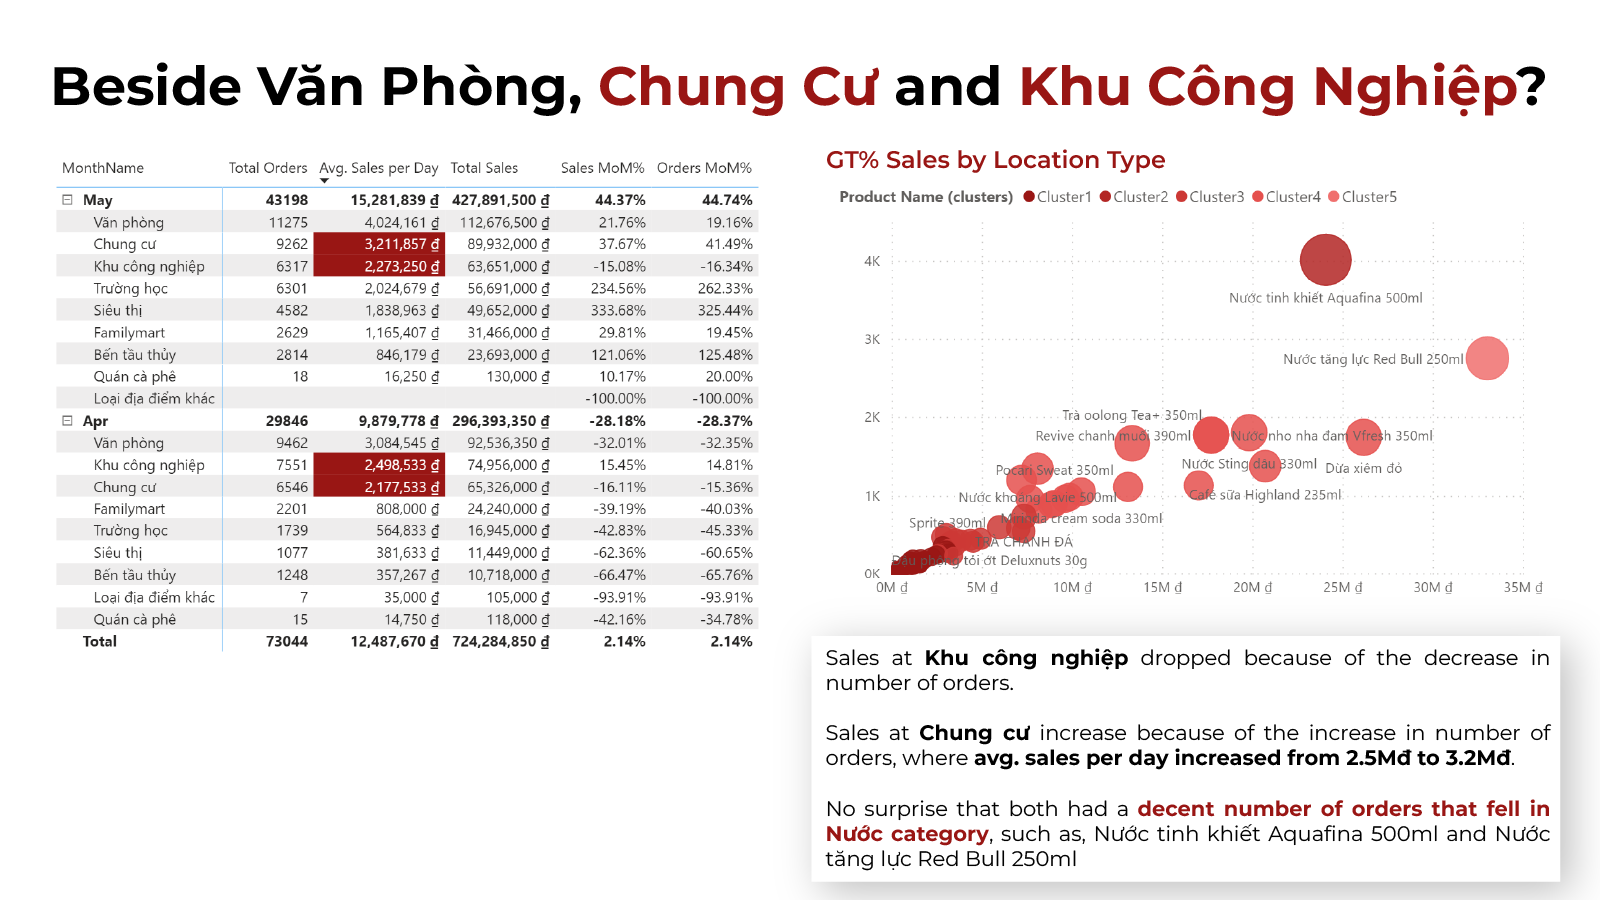 Beside Văn Phòng, Chung Cư and Khu Công Nghiệp?
MonthName Total Orders Avg. Sales per Day Total Sales Sales MoM% Orders MoM%
May 43198 15,281,839 ₫ 427,891,500 ₫ 44.37% 44.74%
Văn phòng 11275 4,024,161 ₫ 112,676,500 ₫ 21.76% 19.16%
Chung cư 9262 3,211,857 ₫ 89,932,000 ₫ 37.67% 41.49%
Khu công nghiệp 6317 2,273,250 ₫ 63,651,000 ₫ -15.08% -16.34%
Trường học 6301 2,024,679 ₫ 56,691,000 ₫ 234.56% 262.33%
Siêu thị 4582 1,838,963 ₫ 49,652,000 ₫ 333.68% 325.44%
Familymart 2629 1,165,407 ₫ 31,466,000 ₫ 29.81% 19.45%
Bến tầu thủy 2814 846,179 ₫ 23,693,000 ₫ 121.06% 125.48%
Quán cà phê 18 16,250 ₫ 130,000 ₫ 10.17% 20.00%
Loại địa điểm khác -100.00% -100.00%
Apr 29846 9,879,778 ₫ 296,393,350 ₫ -28.18% -28.37%
Văn phòng 9462 3,084,545 ₫ 92,536,350 ₫ -32.01% -32.35%
Khu công nghiệp 7551 2,498,533 ₫ 74,956,000 ₫ 15.45% 14.81%
Chung cư 6546 2,177,533 ₫ 65,326,000 ₫ -16.11% -15.36%
Familymart 2201 808,000 ₫ 24,240,000 ₫ -39.19% -40.03%
Trường học 1739 564,833 ₫ 16,945,000 ₫ -42.83% -45.33%
Siêu thị 1077 381,633 ₫ 11,449,000 ₫ -62.36% -60.65%
Bến tầu thủy 1248 357,267 ₫ 10,718,000 ₫ -66.47% -65.76%
Loại địa điểm khác 7 35,000 ₫ 105,000 ₫ -93.91% -93.91%
Quán cà phê 15 14,750 ₫ 118,000 ₫ -42.16% -34.78%
Total 73044 12,487,670 ₫ 724,284,850 ₫ 2.14% 2.14%
GT% Sales by Location Type
Product Name (clusters) Cluster1 Cluster2 Cluster3 Cluster4 Cluster5
4K
Nước tinh khiết Aquafina 500ml
3K
Nước tăng lực Red Bull 250ml
2K
Trà oolong Tea+ 350ml
Revive chanh muối 390ml
Nước nho nha đam Vfresh 350ml
Nước Sting dâu 330ml
Dừa xiêm đỏ
Pocari Sweat 350ml
1K
Nước khoáng Lavie 500ml
Café sữa Highland 235ml
Sprite 390ml
Mirinda cream soda 330ml
TRÀ CHANH ĐÁ
Đậu phộng tỏi ớt Deluxnuts 30g
0K
0M ₫ 5M ₫ 10M ₫ 15M ₫ 20M ₫ 25M ₫ 30M ₫ 35M ₫
Sales at Khu công nghiệp dropped because of the decrease in
number of orders.
Sales at Chung cư increase because of the increase in number of
orders, where avg. sales per day increased from 2.5Mđ to 3.2Mđ.
No surprise that both had a decent number of orders that fell in
Nước category, such as, Nước tinh khiết Aquafina 500ml and Nước
tăng lực Red Bull 250ml